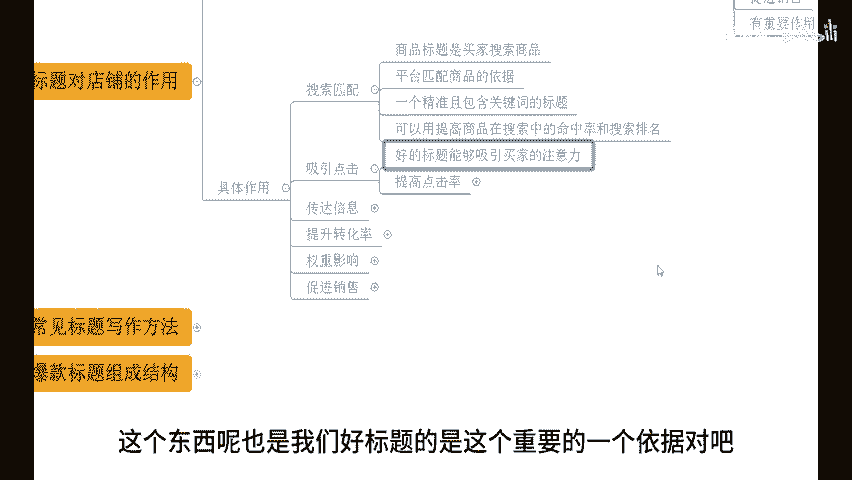 促进销售
有重要作用
bilibili
标题对店铺的作用
具体作用
搜索匹配
商品标题是买家搜索商品
平台匹配商品的依据
一个精准且包含关键词的标题
可以用提高商品在搜索中的命中率和搜索排名
吸引点击
好的标题能够吸引买家的注意力
提高点击率
传达信息
提升转化率
权重影响
促进销售
常见标题写作方法
爆款标题组成结构
这个东西呢也是我们好标题的是这个重要的一个依据对吧